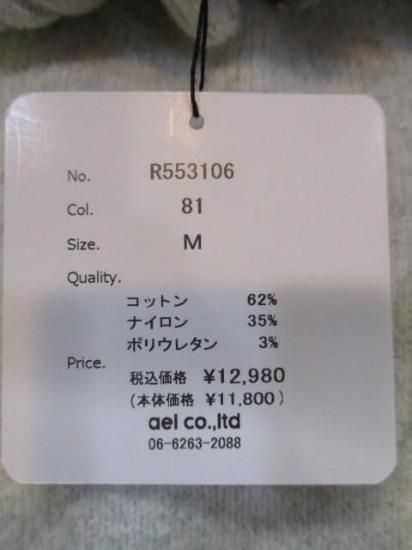 No. R553106
Col. 81
Size. M
Quality.
コットン 62%
ナイロン 35%
ポリウレタン 3%
Price.
税込価格 ¥12,980
(本体価格 ¥11,800)
ael co.,ltd
06-6263-2088